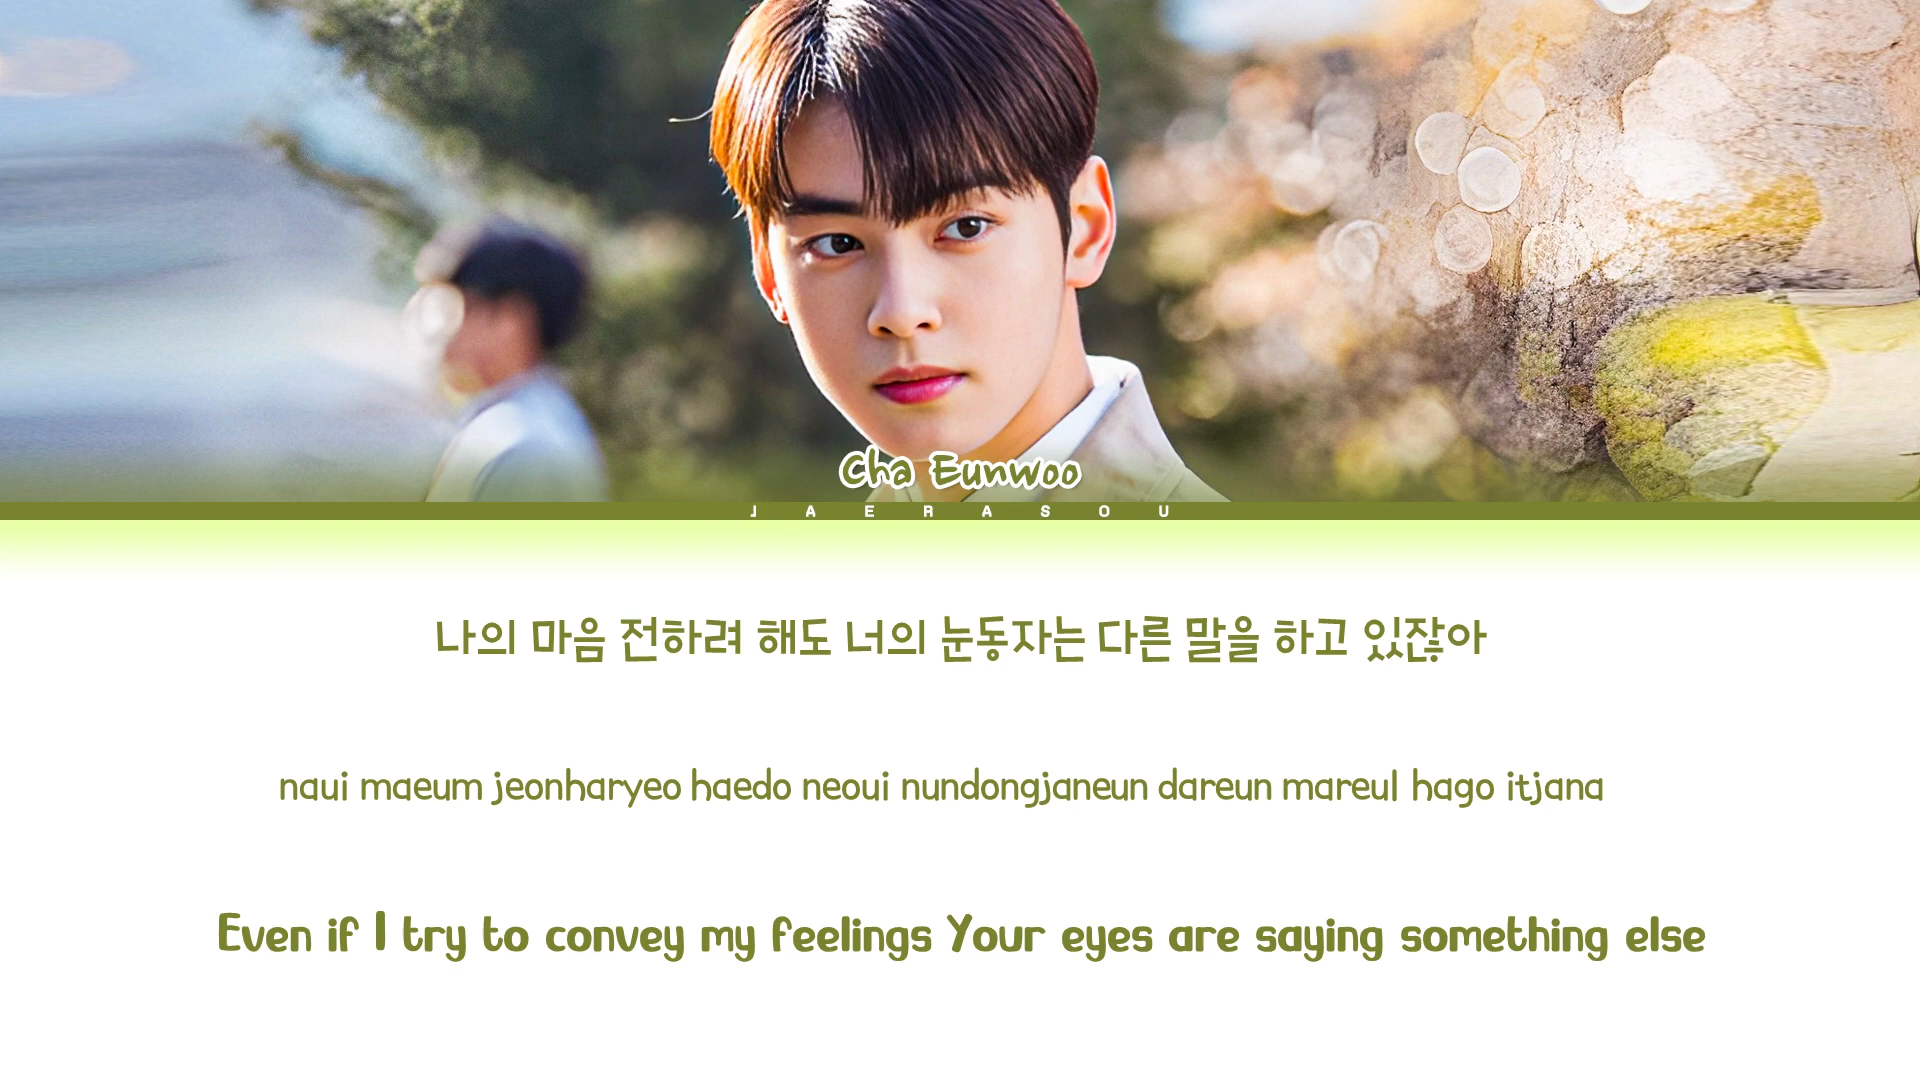 Cha Eunwoo
JAERASOU
나의 마음 전하려 해도 너의 눈동자는 다른 말을 하고 있잖아
naui maeum jeonharyeo haedo neoui nundongjaneun dareun mareul hago itjana
Even if I try to convey my feelings Your eyes are saying something else